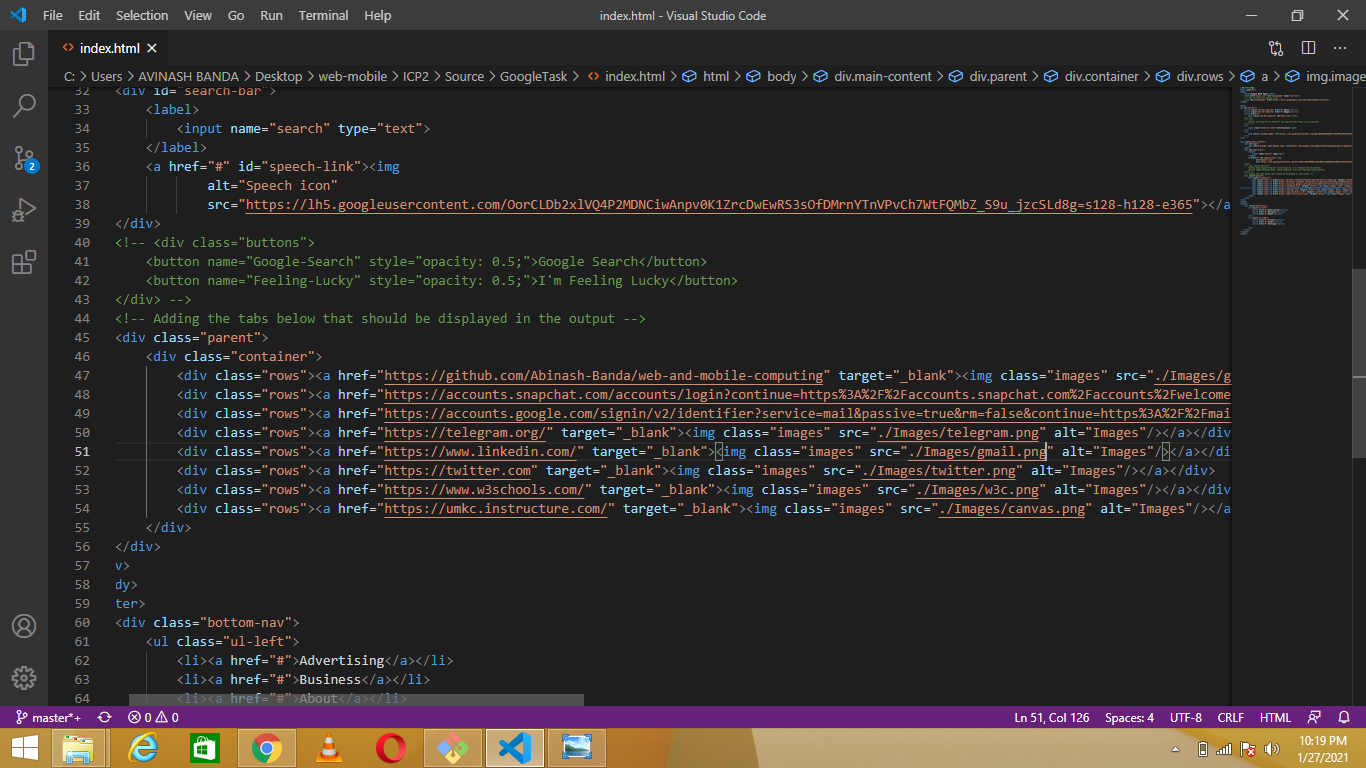 File Edit Selection View Go Run Terminal Help index.html - Visual Studio Code
index.html
C: > Users > AVINASH BANDA > Desktop > web-mobile > ICP2 > Source > GoogleTask > index.html > html > body > div.main-content > div.parent > div.container > div.rows > a > img.image
32 <div id="search-bar">
33 <label>
34 <input name="search" type="text">
35 </label>
36 <a href="#" id="speech-link"><img
37 alt="Speech icon"
38 src="https://lh5.googleusercontent.com/OorCLDb2xlVQ4P2MDNCiwAnpv0K1ZrcDwEwRS3sOfDMrnYTnVPvCh7WtFQMbZ_S9u_jzcSLd8g=s128-h128-e365"></a
39 </div>
40 <!-- <div class="buttons">
41 <button name="Google-Search" style="opacity: 0.5;">Google Search</button>
42 <button name="Feeling-Lucky" style="opacity: 0.5;">I'm Feeling Lucky</button>
43 </div> -->
44 <!-- Adding the tabs below that should be displayed in the output -->
45 <div class="parent">
46 <div class="container">
47 <div class="rows"><a href="https://github.com/Abinash-Banda/web-and-mobile-computing" target="_blank"><img class="images" src="./Images/g
48 <div class="rows"><a href="https://accounts.snapchat.com/accounts/login?continue=https%3A%2F%2Faccounts.snapchat.com%2Faccounts%2Fwelcome
49 <div class="rows"><a href="https://accounts.google.com/signin/v2/identifier?service=mail&passive=true&rm=false&continue=https%3A%2F%2Fmai
50 <div class="rows"><a href="https://telegram.org/" target="_blank"><img class="images" src="./Images/telegram.png" alt="Images"/></a></div
51 <div class="rows"><a href="https://www.linkedin.com/" target="_blank"><img class="images" src="./Images/gmail.png" alt="Images"/></a></di
52 <div class="rows"><a href="https://twitter.com" target="_blank"><img class="images" src="./Images/twitter.png" alt="Images"/></a></div>
53 <div class="rows"><a href="https://www.w3schools.com/" target="_blank"><img class="images" src="./Images/w3c.png" alt="Images"/></a></div
54 <div class="rows"><a href="https://umkc.instructure.com/" target="_blank"><img class="images" src="./Images/canvas.png" alt="Images"/></a
55 </div>
56 </div>
57 v>
58 dy>
59 ter>
60 <div class="bottom-nav">
61 <ul class="ul-left">
62 <li><a href="#">Advertising</a></li>
63 <li><a href="#">Business</a></li>
64 <li><a href="#">About</a></li>
2
master*+ 0 0 Ln 51, Col 126 Spaces: 4 UTF-8 CRLF HTML
10:19 PM
1/27/2021